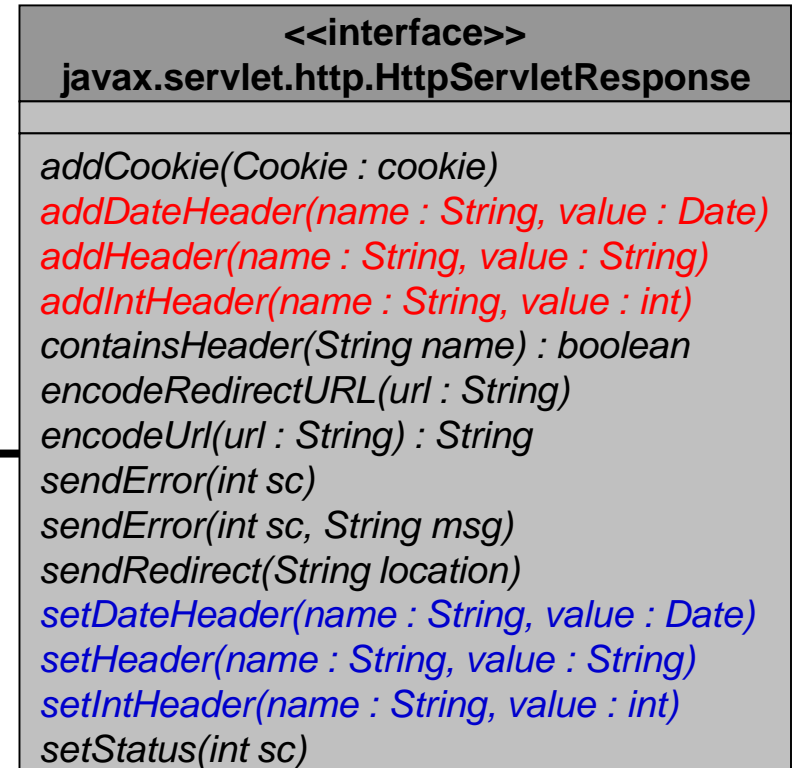 <<interface>>
javax.servlet.http.HttpServletResponse
addCookie(Cookie : cookie)
addDateHeader(name : String, value : Date)
addHeader(name : String, value : String)
addIntHeader(name : String, value : int)
containsHeader(String name) : boolean
encodeRedirectURL(url : String)
encodeUrl(url : String) : String
sendError(int sc)
sendError(int sc, String msg)
sendRedirect(String location)
setDateHeader(name : String, value : Date)
setHeader(name : String, value : String)
setIntHeader(name : String, value : int)
setStatus(int sc)